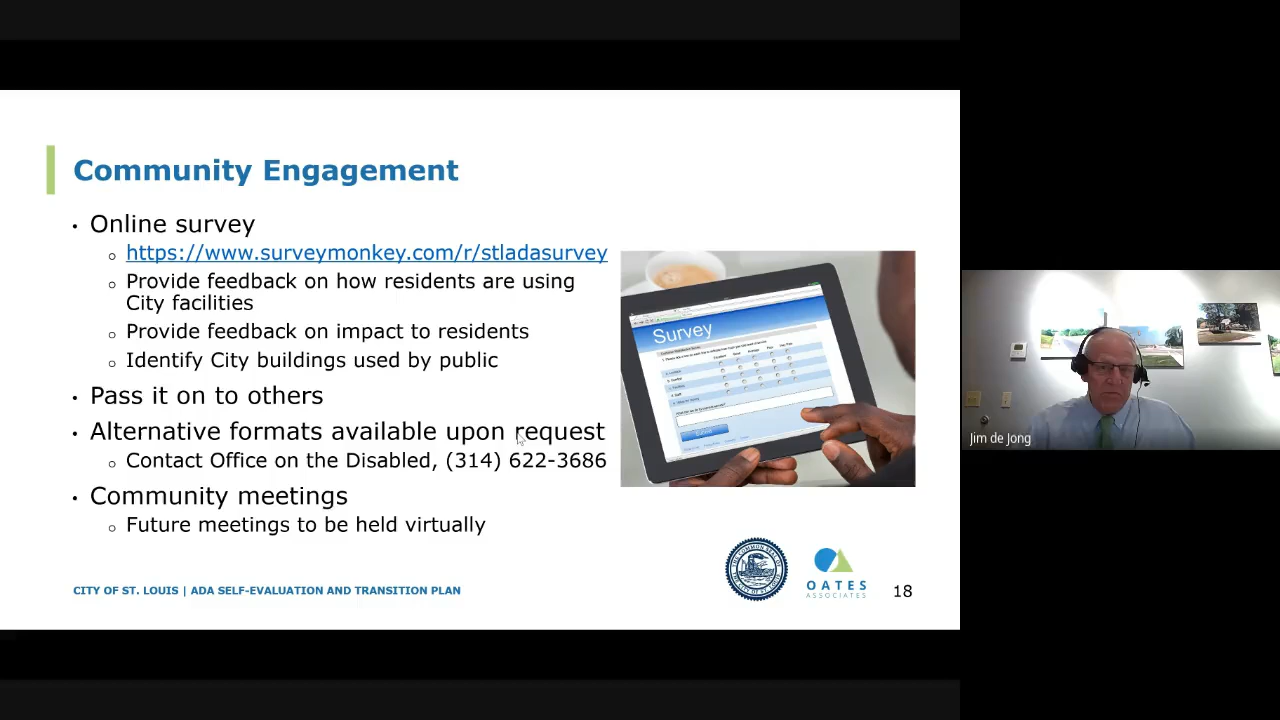 Community Engagement
• Online survey
o https://www.surveymonkey.com/r/stladasurvey
o Provide feedback on how residents are using
City facilities
o Provide feedback on impact to residents
o Identify City buildings used by public
• Pass it on to others
• Alternative formats available upon request
o Contact Office on the Disabled, (314) 622-3686
• Community meetings
o Future meetings to be held virtually
Survey
Submit
CITY OF ST. LOUIS | ADA SELF-EVALUATION AND TRANSITION PLAN
OATES
ASSOCIATES
18
Jim de Jong